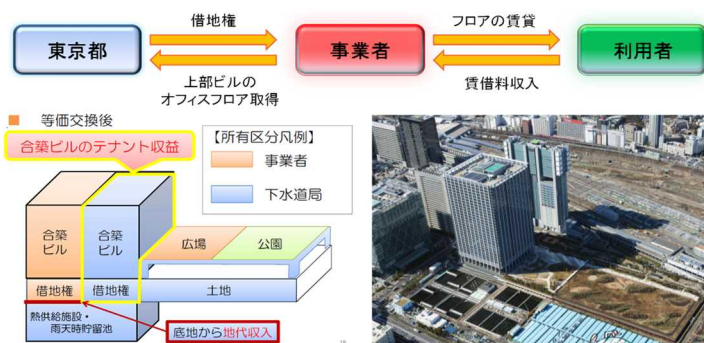 借地権
フロアの賃貸
東京都
事業者
利用者
上部ビルの
オフィスフロア取得
賃借料収入
■ 等価交換後
合築ビルのテナント収益
【所有区分凡例】
事業者
下水道局
合築
ビル
合築
ビル
広場
公園
借地権
借地権
土地
熱供給施設・
雨天時貯留池
底地から地代収入